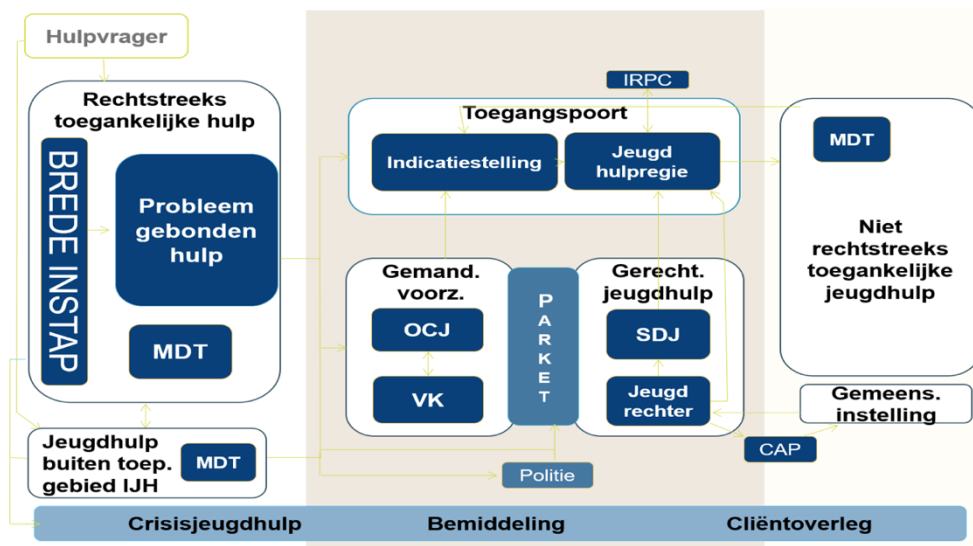 Hulpvrager
Rechtstreeks
toegankelijke hulp
BREDE INSTAP
Probleem
gebonden
hulp
MDT
Jeugdhulp
buiten toep.
gebied IJH
MDT
IRPC
Toegangspoort
Indicatiestelling
Jeugd
hulpregie
Gemand.
voorz.
OCJ
VK
PARKET
Gerecht.
jeugdhulp
SDJ
Jeugd
rechter
Politie
CAP
MDT
Niet
rechtstreeks
toegankelijke
jeugdhulp
Gemeens.
instelling
Crisisjeugdhulp
Bemiddeling
Cliëntoverleg